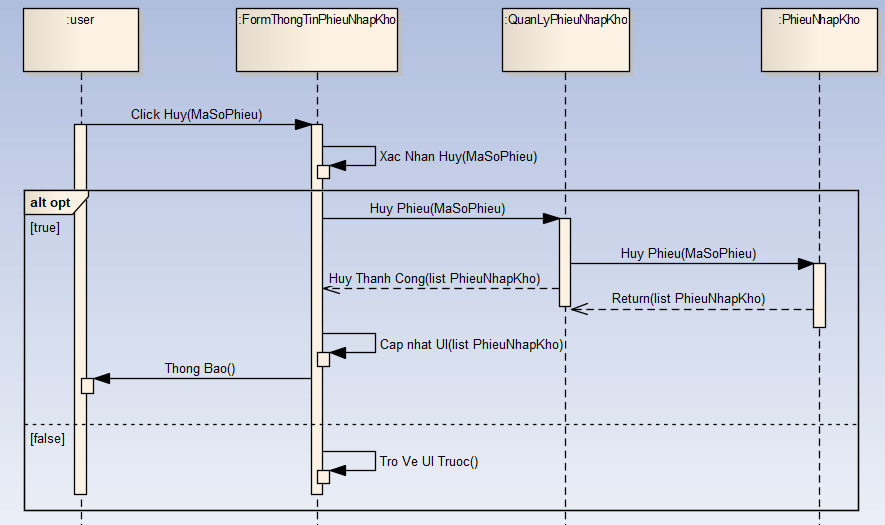 :user
:FormThongTinPhieuNhapKho
:QuanLyPhieuNhapKho
:PhieuNhapKho
Click Huy(MaSoPhieu)
Xac Nhan Huy(MaSoPhieu)
alt opt
[true]
Huy Phieu(MaSoPhieu)
Huy Phieu(MaSoPhieu)
Huy Thanh Cong(list PhieuNhapKho)
Return(list PhieuNhapKho)
Cap nhat UI(list PhieuNhapKho)
Thong Bao()
[false]
Tro Ve UI Truoc()